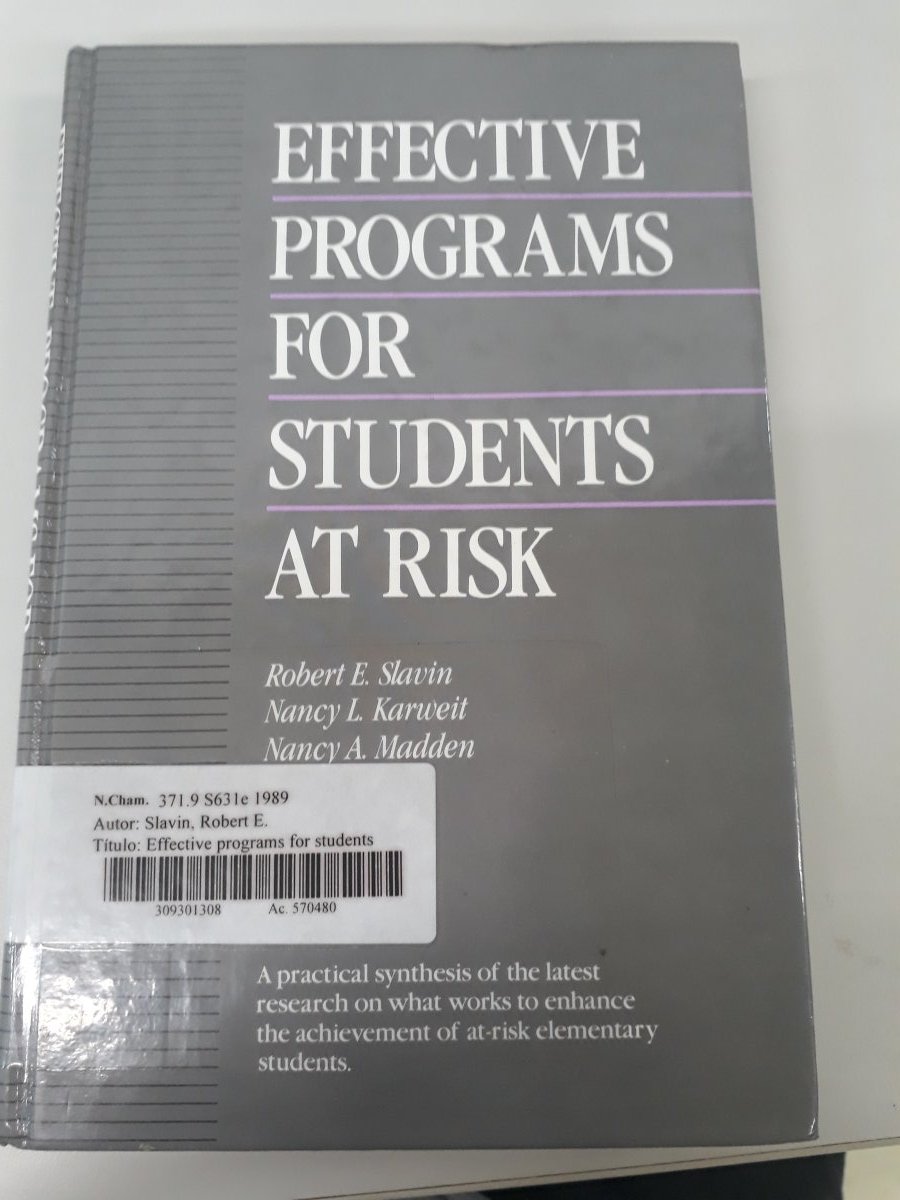 EFFECTIVE
PROGRAMS
FOR
STUDENTS
AT RISK
Robert E. Slavin
Nancy L. Karweit
Nancy A. Madden
N.Cham. 371.9 S631e 1989
Autor: Slavin, Robert E.
Título: Effective programs for students
309301308 Ac. 570480
A practical synthesis of the latest
research on what works to enhance
the achievement of at-risk elementary
students.